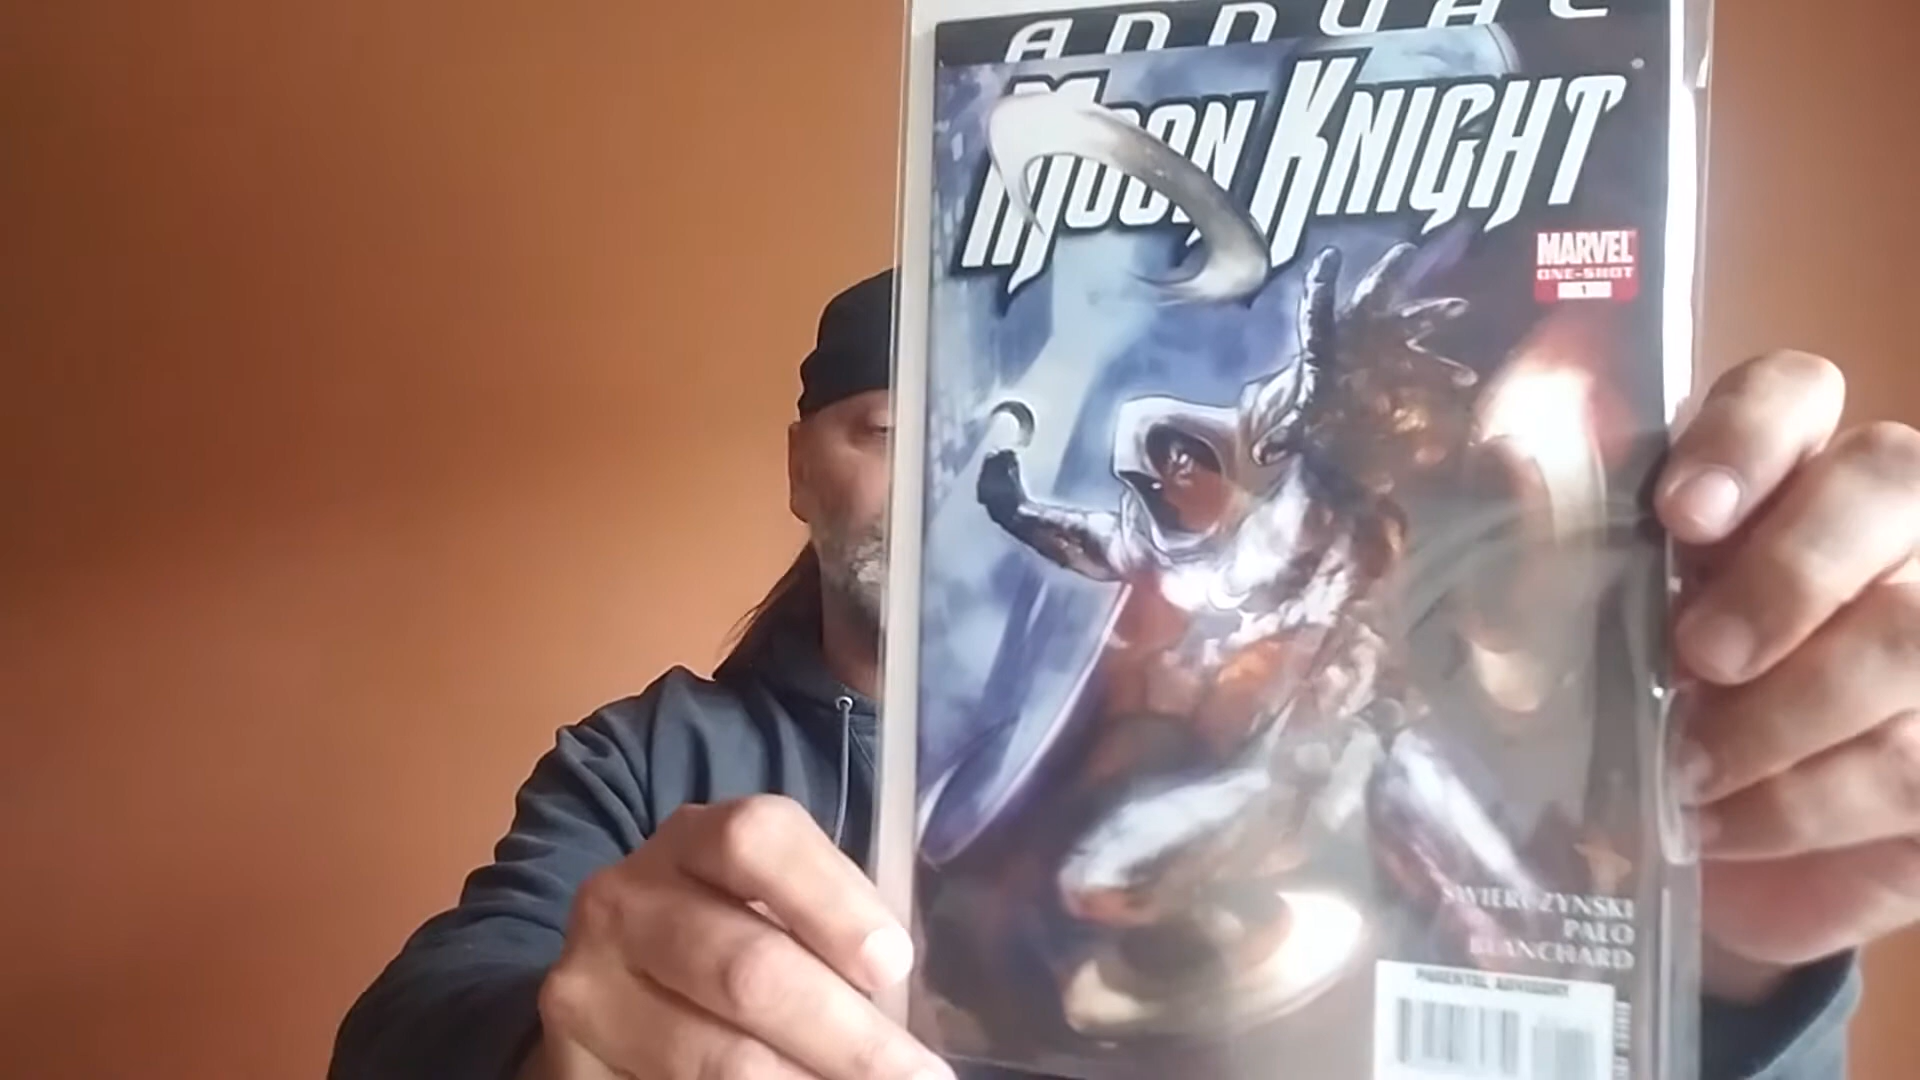 ANNUAL
MOON KNIGHT
MARVEL
ONE-SHOT
1
SWIERCZYNSKI
PALO
BLANCHARD
PARENTAL ADVISORY